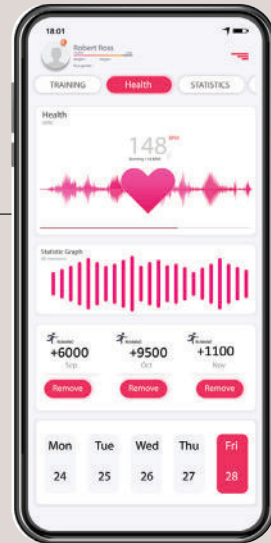 18:01
Robert Ross
TRAINING Health STATISTICS
Health
148 BPM
Statistic Graph
+6000 +9500 +1100
Sep Oct Nov
Remove Remove Remove
Mon Tue Wed Thu Fri
24 25 26 27 28